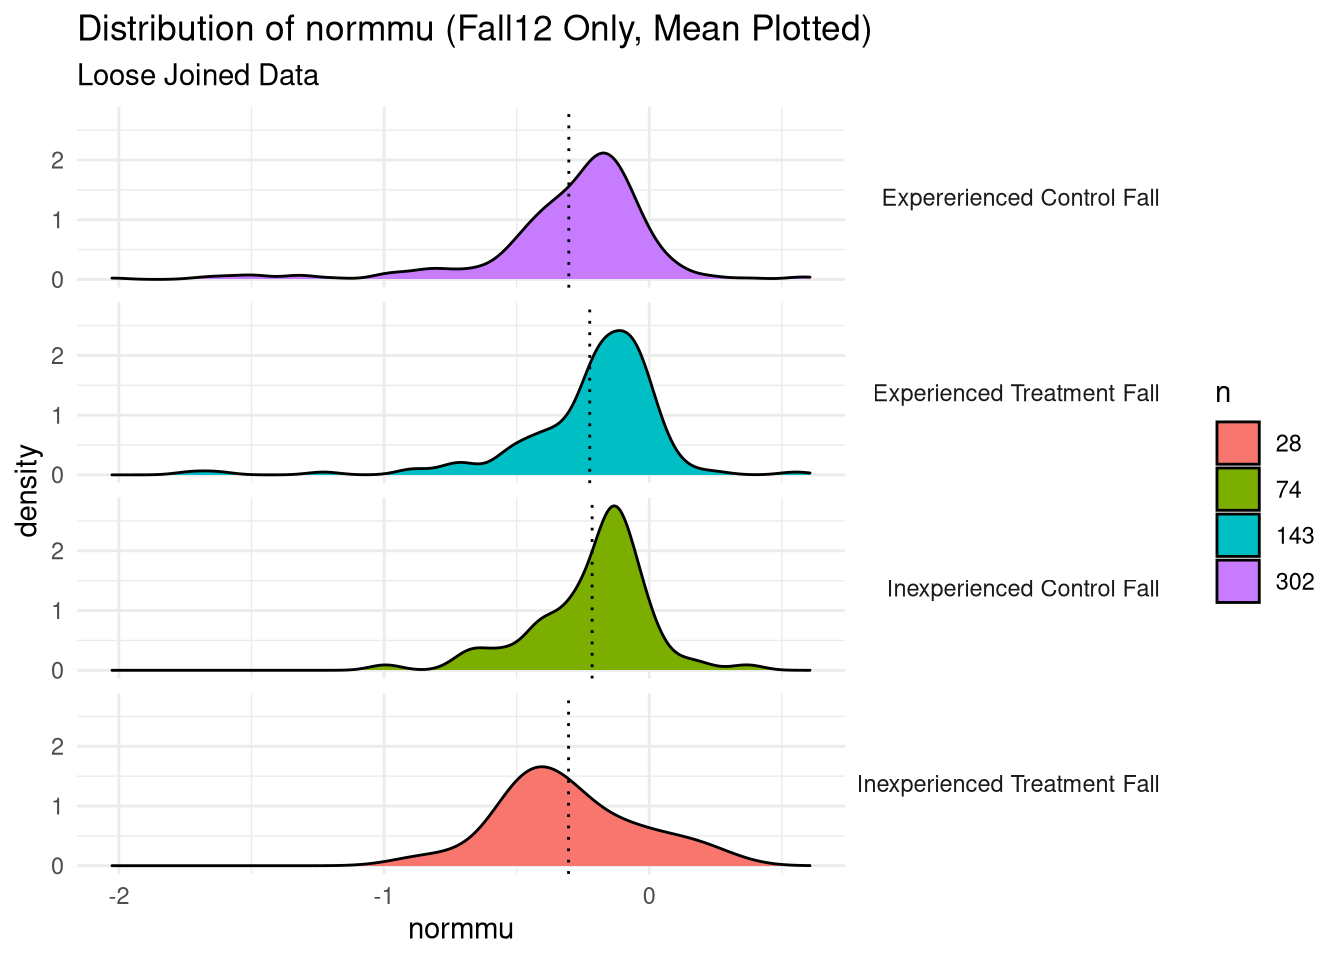 Distribution of normmu (Fall12 Only, Mean Plotted)
Loose Joined Data
2
1
0
Expererienced Control Fall
2
1
0
Experienced Treatment Fall
2
1
0
Inexperienced Control Fall
2
1
0
Inexperienced Treatment Fall
-2
-1
0
normmu
density
n
28
74
143
302